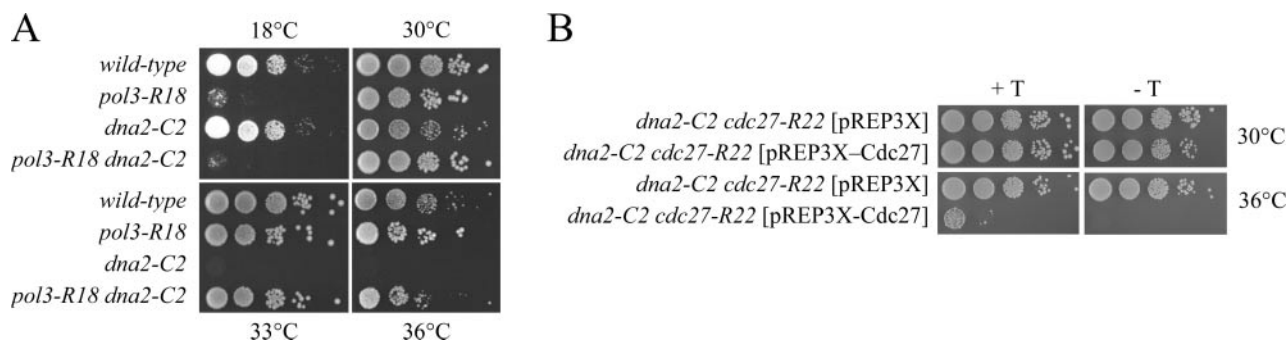 A
18°C 30°C
wild-type
pol3-R18
dna2-C2
pol3-R18 dna2-C2
wild-type
pol3-R18
dna2-C2
pol3-R18 dna2-C2
33°C 36°C
B
+ T - T
dna2-C2 cdc27-R22 [pREP3X]
dna2-C2 cdc27-R22 [pREP3X–Cdc27]
30°C
dna2-C2 cdc27-R22 [pREP3X]
dna2-C2 cdc27-R22 [pREP3X-Cdc27]
36°C